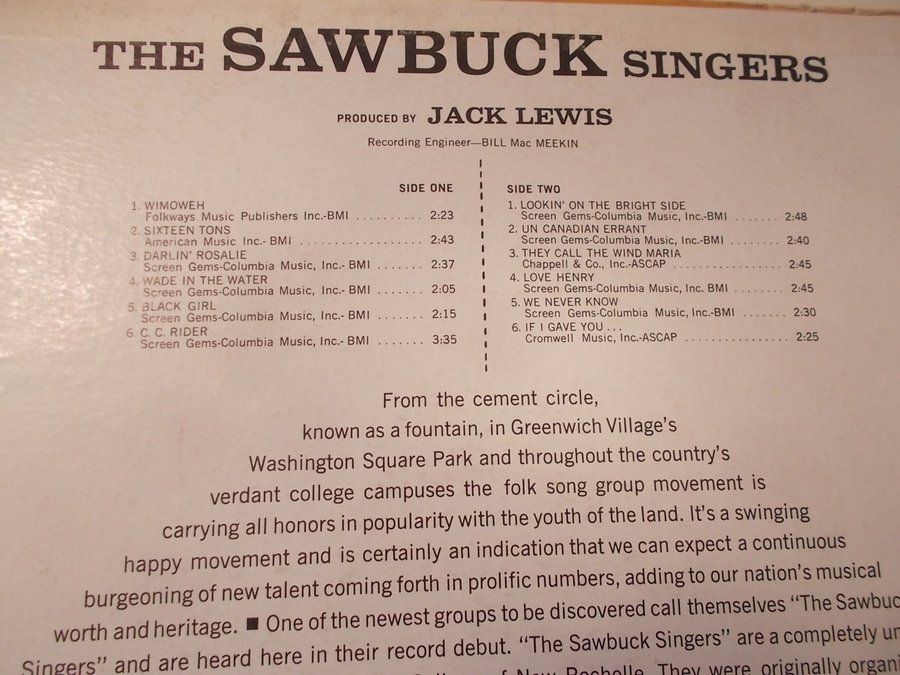 THE SAWBUCK SINGERS
PRODUCED BY JACK LEWIS
Recording Engineer—BILL Mac MEEKIN
SIDE ONE
1. WIMOWEH
Folkways Music Publishers Inc.-BMI .......... 2:23
2. SIXTEEN TONS
American Music Inc.- BMI .................. 2:43
3. DARLIN' ROSALIE
Screen Gems-Columbia Music, Inc.- BMI ....... 2:37
4. WADE IN THE WATER
Screen Gems-Columbia Music, Inc.- BMI ....... 2:05
5. BLACK GIRL
Screen Gems-Columbia Music, Inc.- BMI ....... 2:15
6. C. C. RIDER
Screen Gems-Columbia Music, Inc.- BMI ....... 3:35
SIDE TWO
1. LOOKIN' ON THE BRIGHT SIDE
Screen Gems-Columbia Music, Inc.-BMI ....... 2:48
2. UN CANADIAN ERRANT
Screen Gems-Columbia Music, Inc.-BMI ........ 2:40
3. THEY CALL THE WIND MARIA
Chappell & Co., Inc.-ASCAP ............... 2:45
4. LOVE HENRY
Screen Gems-Columbia Music, Inc. BMI ....... 2:45
5. WE NEVER KNOW
Screen Gems-Columbia Music, Inc.-BMI ....... 2:30
6. IF I GAVE YOU ...
Cromwell Music, Inc.-ASCAP ................ 2:25
From the cement circle,
known as a fountain, in Greenwich Village's
Washington Square Park and throughout the country's
verdant college campuses the folk song group movement is
carrying all honors in popularity with the youth of the land. It's a swinging
happy movement and is certainly an indication that we can expect a continuous
burgeoning of new talent coming forth in prolific numbers, adding to our nation's musical
worth and heritage. ■ One of the newest groups to be discovered call themselves "The Sawbuc
Singers" and are heard here in their record debut. "The Sawbuck Singers" are a completely un
of New Rochelle. They were originally organi